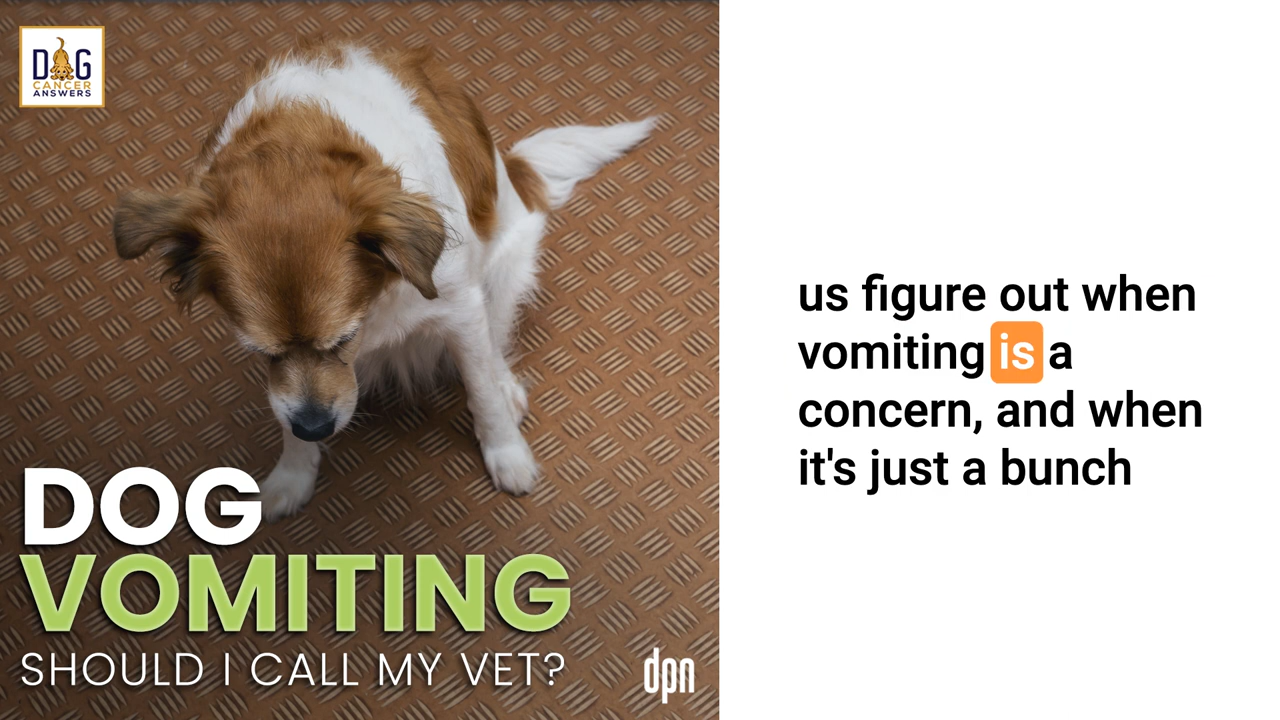 D G
CANCER
ANSWERS
DOG
VOMITING
SHOULD I CALL MY VET?
dpn
us figure out when
vomiting is a
concern, and when
it's just a bunch